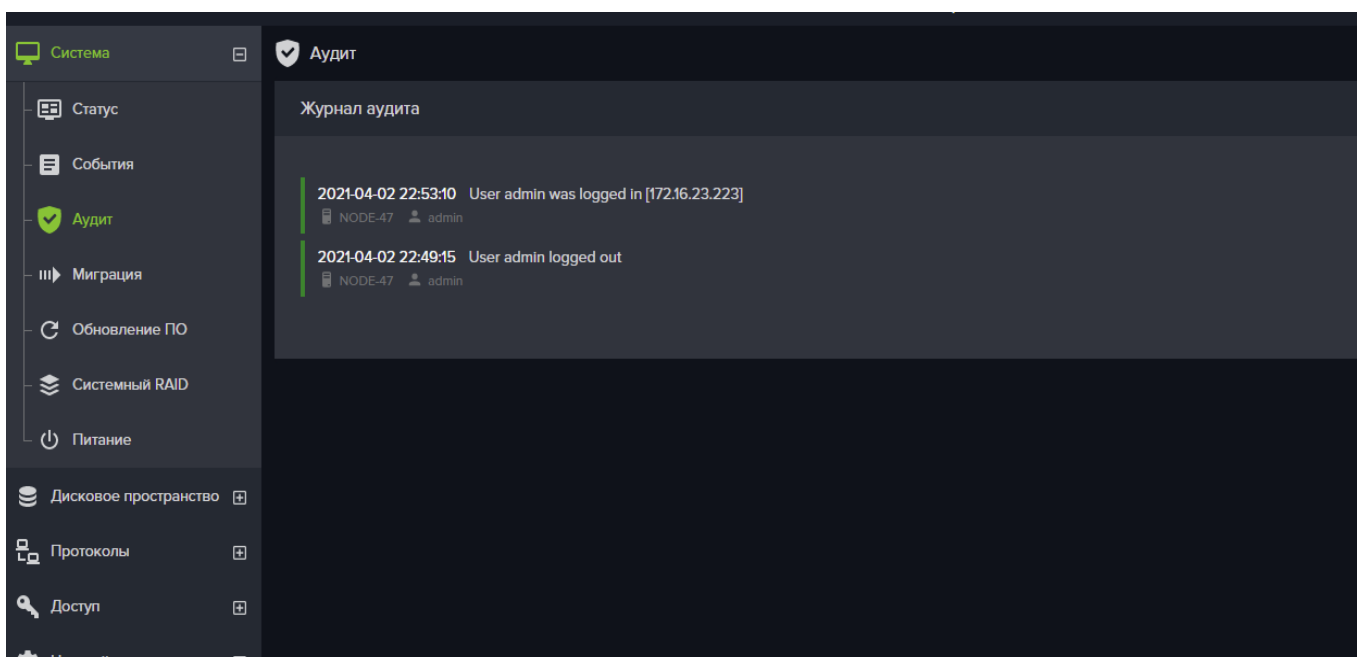 Система
Аудит
Статус
Журнал аудита
События
2021-04-02 22:53:10 User admin was logged in [172.16.23.223]
NODE-47 admin
Аудит
2021-04-02 22:49:15 User admin logged out
NODE-47 admin
Миграция
Обновление ПО
Системный RAID
Питание
Дисковое пространство
Протоколы
Доступ